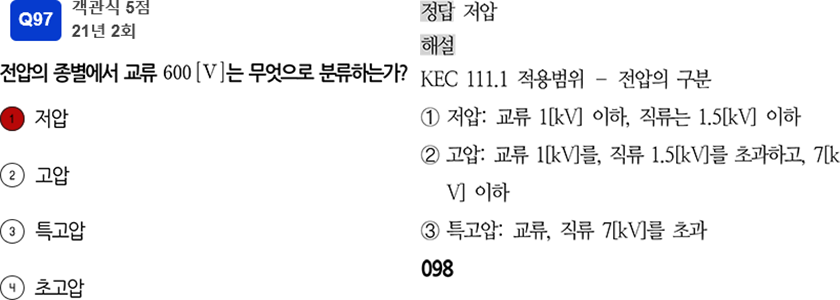 Q97
객관식 5점
21년 2회
전압의 종별에서 교류 600[V]는 무엇으로 분류하는가?
1 저압
2 고압
3 특고압
4 초고압
정답 저압
해설
KEC 111.1 적용범위 - 전압의 구분
① 저압: 교류 1[kV] 이하, 직류는 1.5[kV] 이하
② 고압: 교류 1[kV]를, 직류 1.5[kV]를 초과하고, 7[k
V] 이하
③ 특고압: 교류, 직류 7[kV]를 초과
098